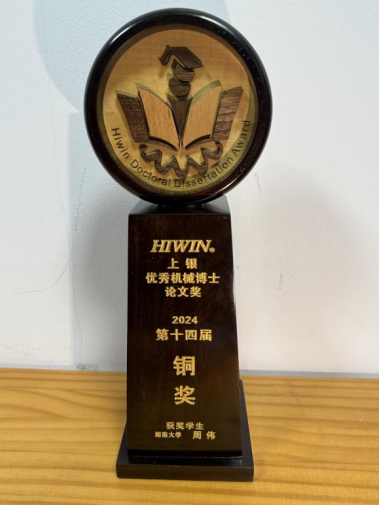 Hiwin Doctoral Dissertation Award
HIWIN®
上 银
优秀机械博士
论文奖
2024
第十四届
铜
奖
获奖学生
湖南大学 周 伟